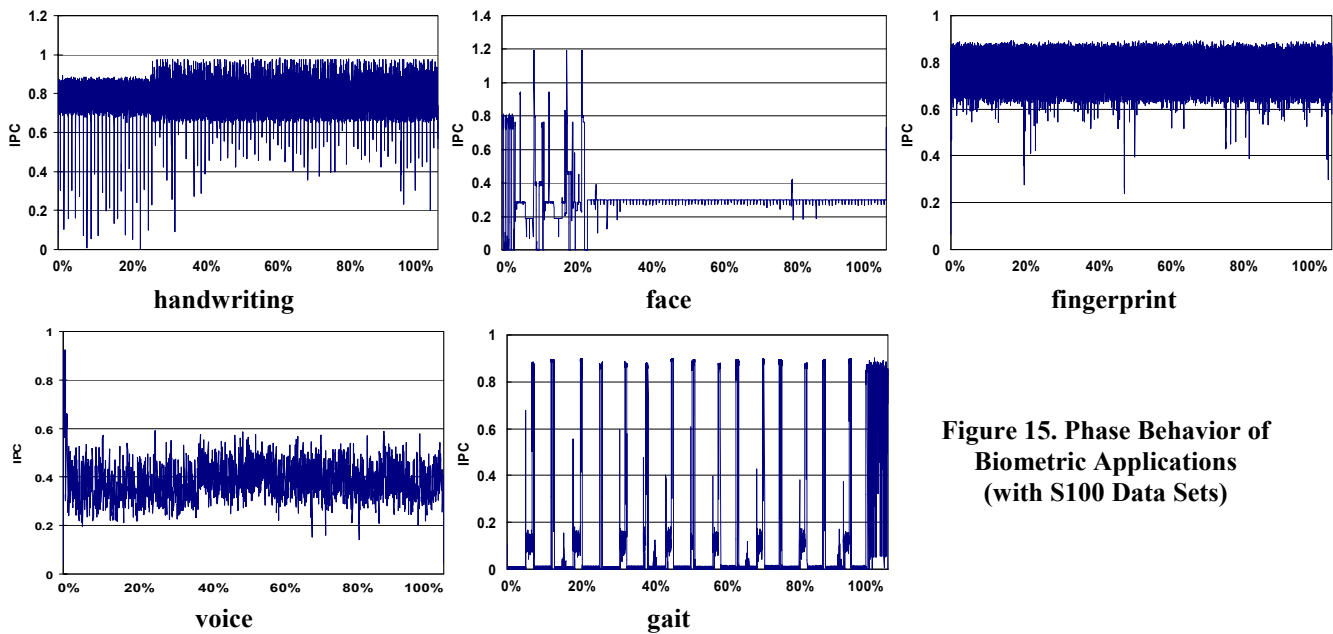 1.2
1
0.8
0.6
0.4
0.2
0
IPC
0% 20% 40% 60% 80% 100%
handwriting
1.4
1.2
1
0.8
0.6
0.4
0.2
0
IPC
0% 20% 40% 60% 80% 100%
face
1
0.8
0.6
0.4
0.2
0
IPC
0% 20% 40% 60% 80% 100%
fingerprint
1
0.8
0.6
0.4
0.2
0
IPC
0% 20% 40% 60% 80% 100%
voice
1
0.8
0.6
0.4
0.2
0
IPC
0% 20% 40% 60% 80% 100%
gait
Figure 15. Phase Behavior of
Biometric Applications
(with S100 Data Sets)